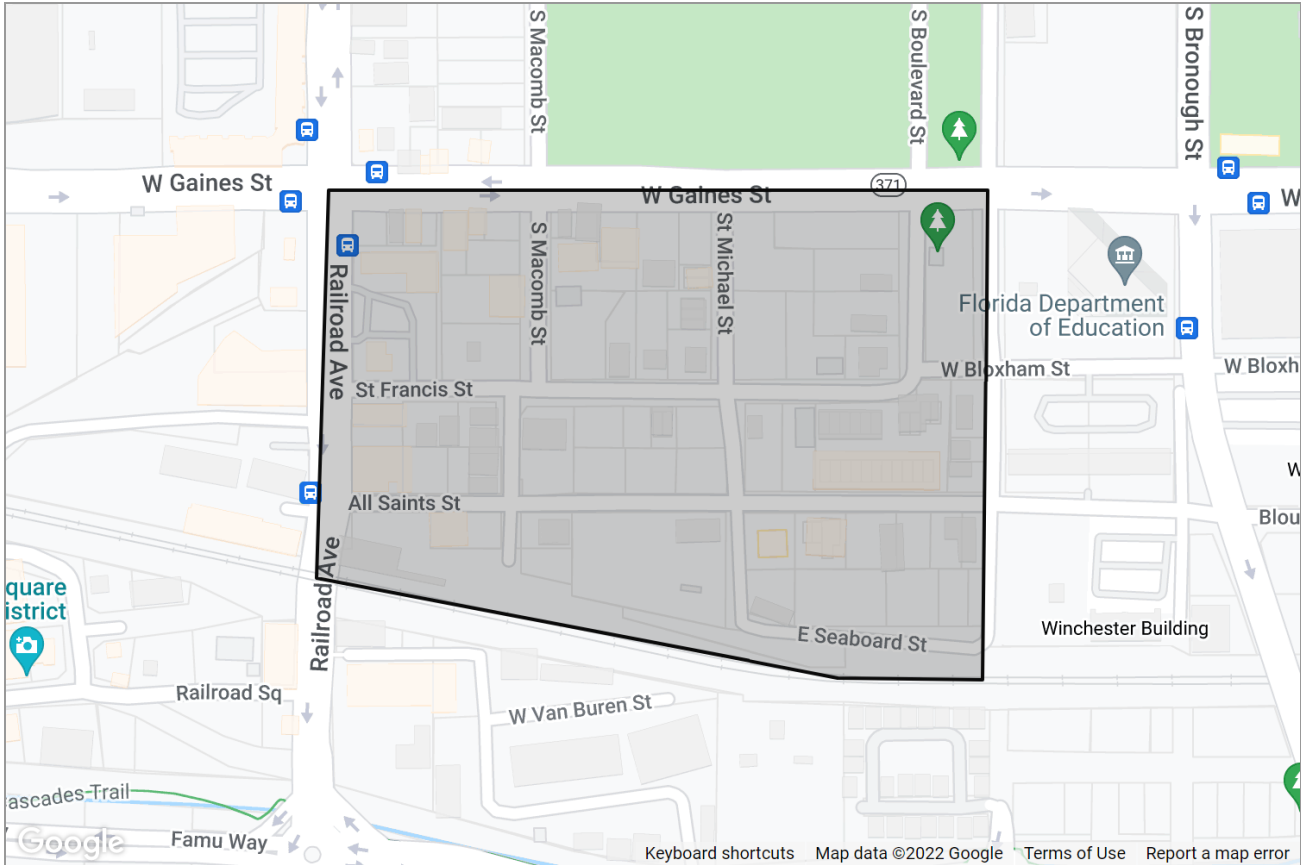 S Macomb St
S Boulevard St
S Bronough St
W Gaines St
371
W Gaines St
W
S Macomb St
St Michael St
Railroad Ave
Florida Department
of Education
W Bloxham St
W Bloxh
St Francis St
W
All Saints St
Blou
Railroad Ave
quare
istrict
E Seaboard St
Winchester Building
Railroad Sq
W Van Buren St
ascades Trail
Famu Way
Google
Keyboard shortcuts
Map data ©2022 Google
Terms of Use
Report a map error